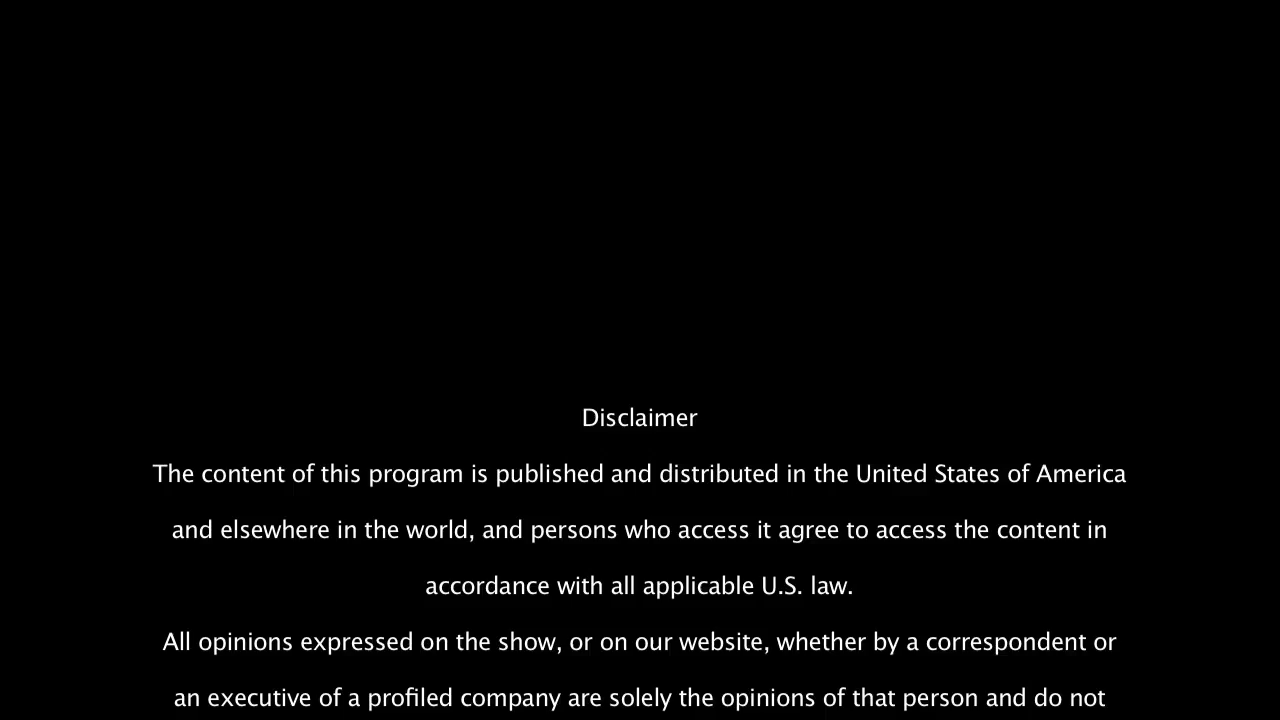 Disclaimer
The content of this program is published and distributed in the United States of America
and elsewhere in the world, and persons who access it agree to access the content in
accordance with all applicable U.S. law.
All opinions expressed on the show, or on our website, whether by a correspondent or
an executive of a profiled company are solely the opinions of that person and do not